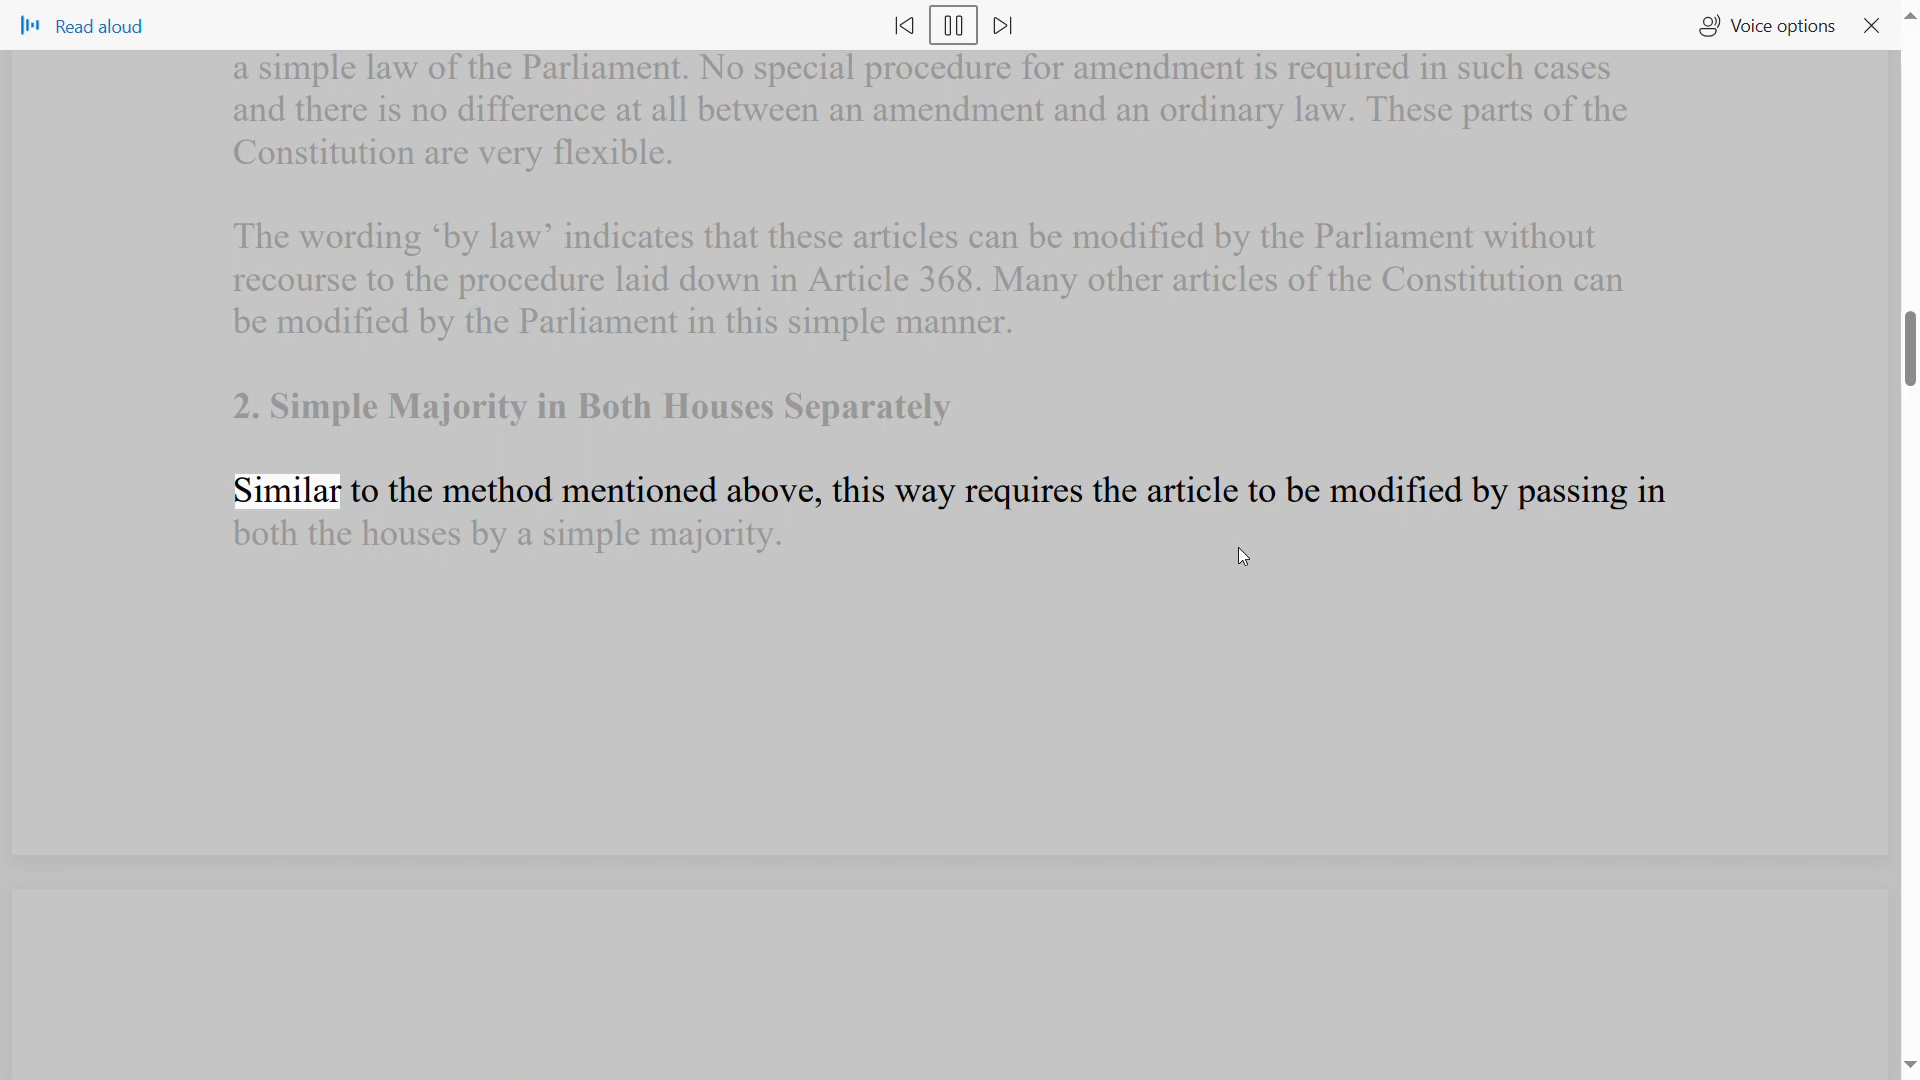 Read aloud
Voice options
a simple law of the Parliament. No special procedure for amendment is required in such cases
and there is no difference at all between an amendment and an ordinary law. These parts of the
Constitution are very flexible.
The wording ‘by law’ indicates that these articles can be modified by the Parliament without
recourse to the procedure laid down in Article 368. Many other articles of the Constitution can
be modified by the Parliament in this simple manner.
2. Simple Majority in Both Houses Separately
Similar to the method mentioned above, this way requires the article to be modified by passing in
both the houses by a simple majority.